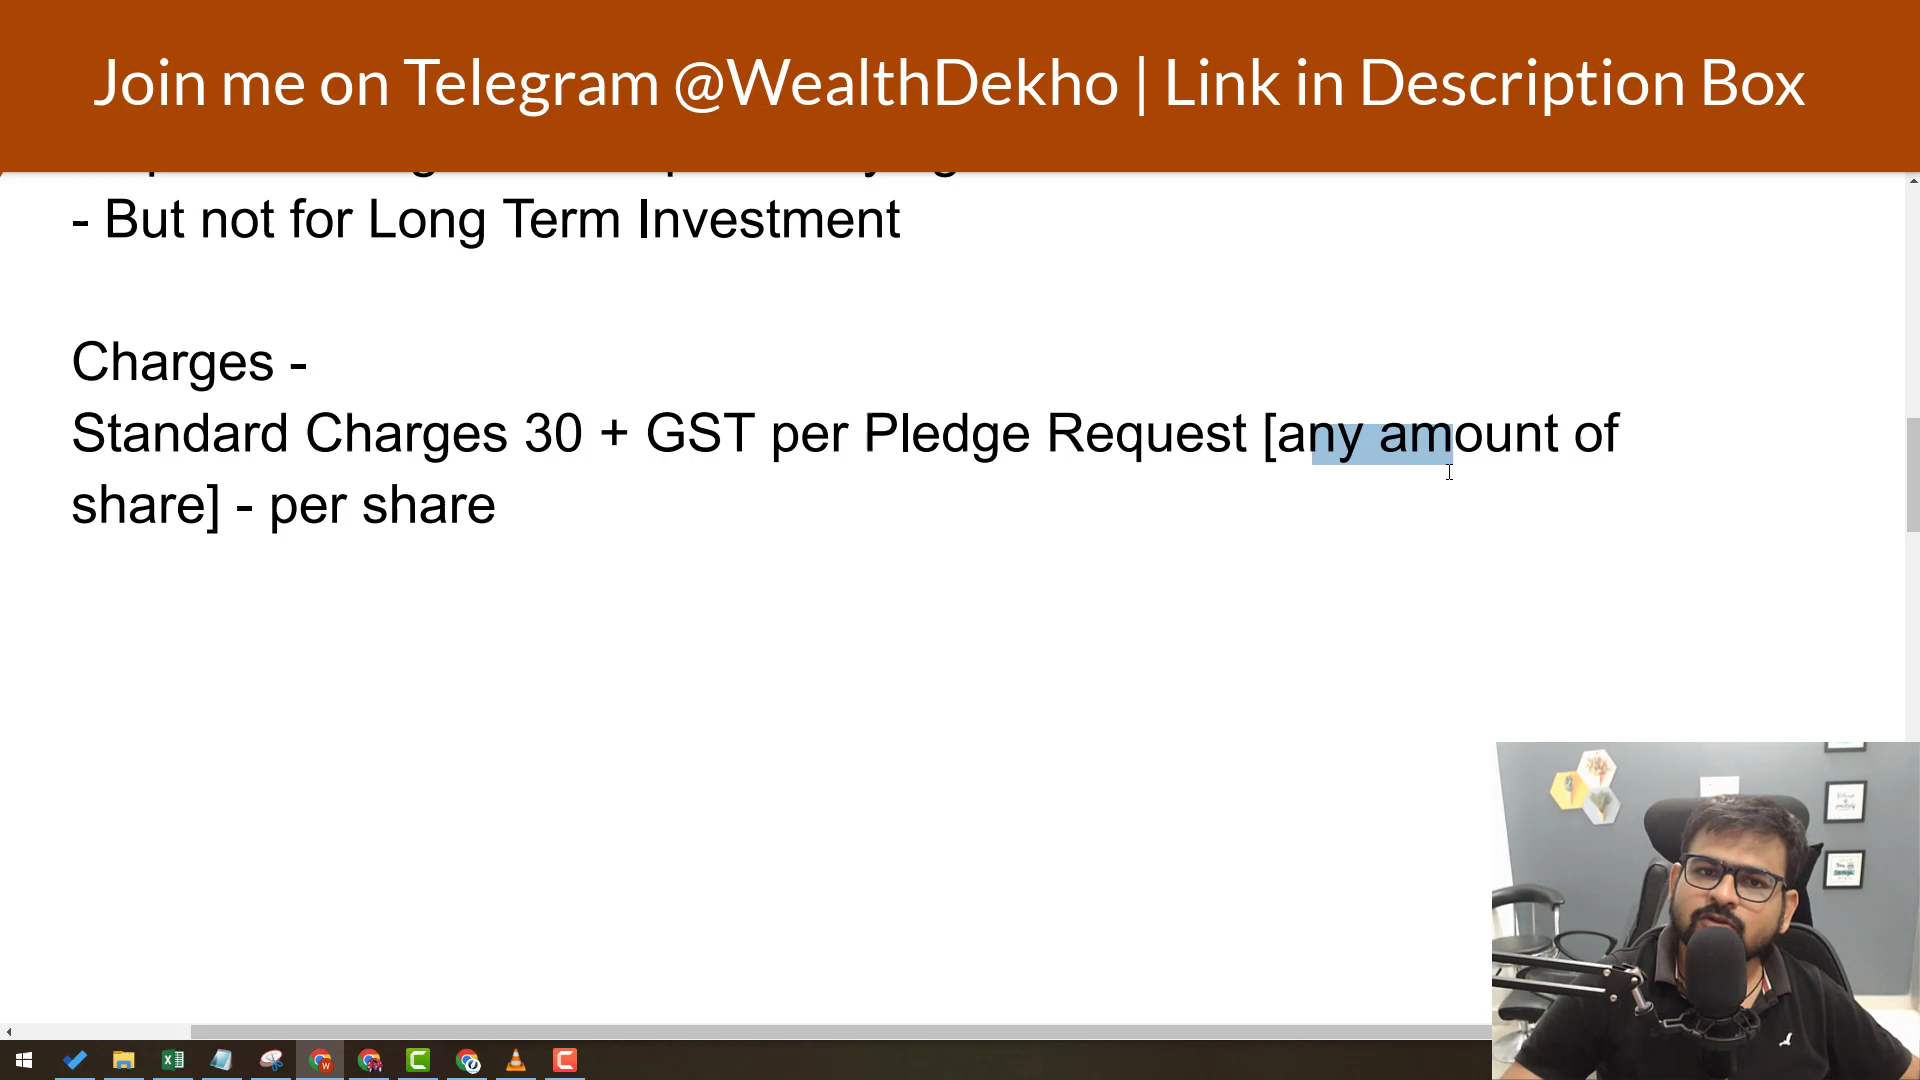 Join me on Telegram @WealthDekho | Link in Description Box
- But not for Long Term Investment
Charges -
Standard Charges 30 + GST per Pledge Request [any amount of
share] - per share